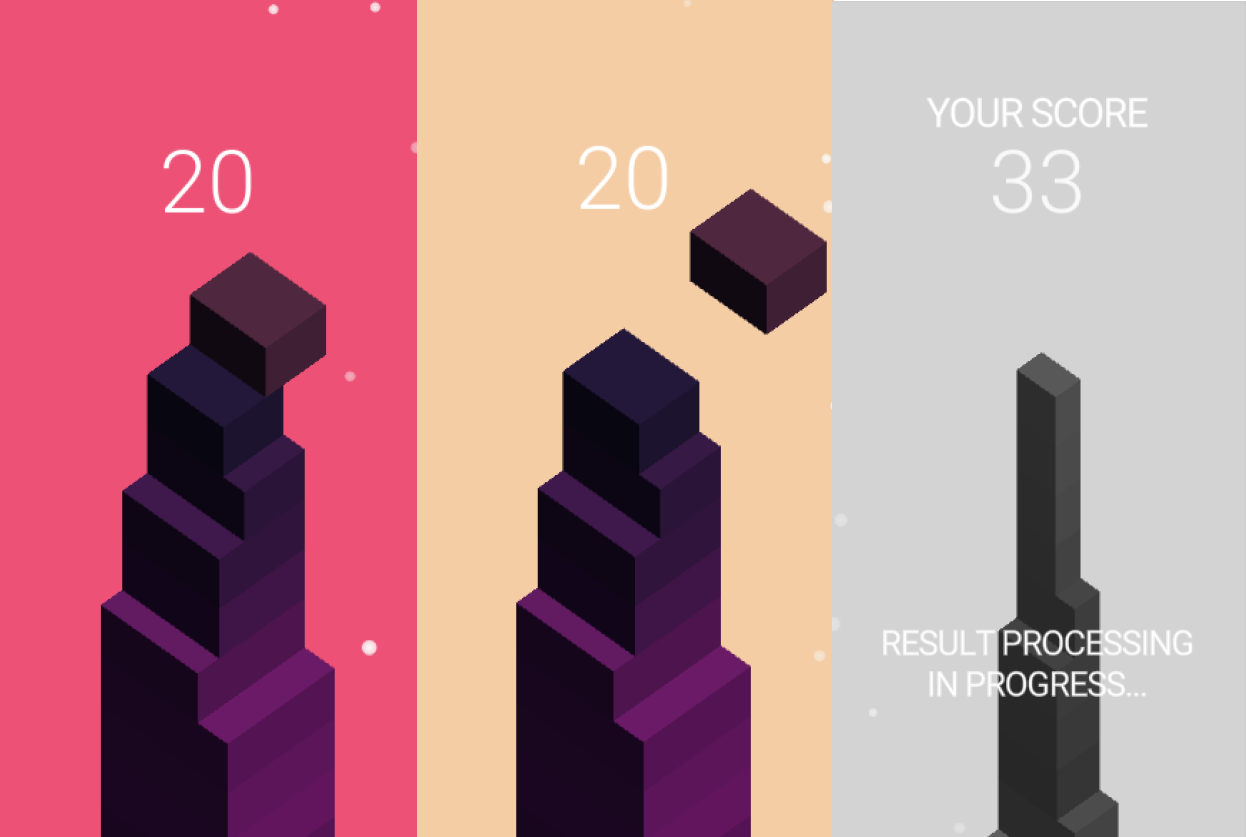 20
20
YOUR SCORE
33
RESULT PROCESSING
IN PROGRESS...